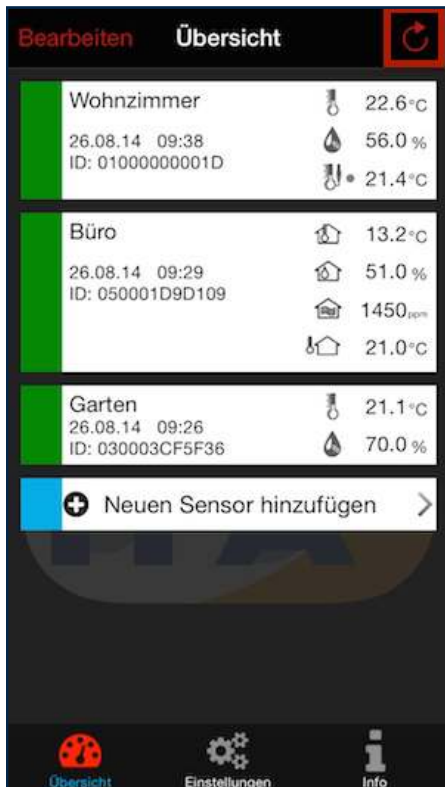 Bearbeiten Übersicht
Wohnzimmer 22.6°C
26.08.14 09:38 56.0 %
ID: 01000000001D 21.4°C
Büro 13.2°C
26.08.14 09:29 51.0 %
ID: 050001D9D109 1450 ppm
21.0°C
Garten 21.1°C
26.08.14 09:26
ID: 030003CF5F36 70.0 %
Neuen Sensor hinzufügen
Übersicht Einstellungen Info